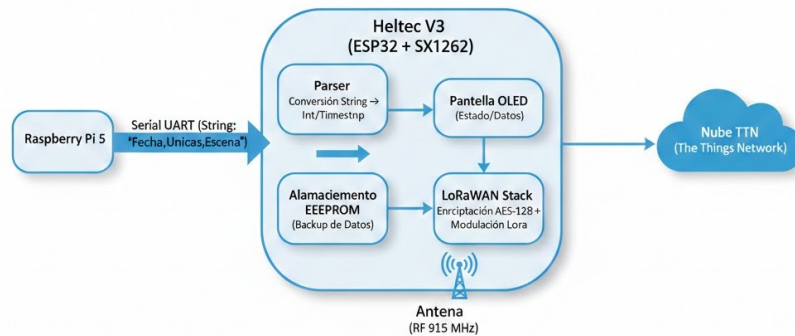 Heltec V3
(ESP32 + SX1262)
Raspberry Pi 5
Serial UART (String:
"Fecha,Unicas,Escena")
Parser
Conversión String →
Int/Timestnp
Pantella OLED
(Estado/Datos)
Alamaciemento
EEEPROM
(Backup de Datos)
LoRaWAN Stack
Enrciptación AES-128 +
Modulación Lora
Nube TTN
(The Things Network)
Antena
(RF 915 MHz)